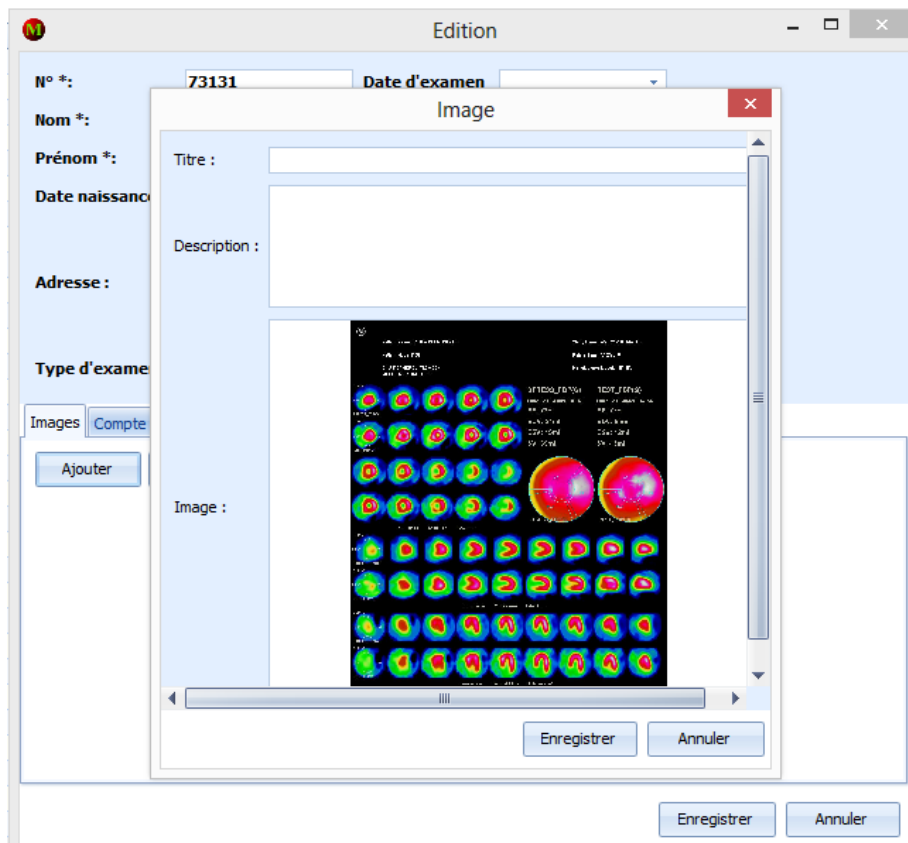 M
Edition
N° *:
73131
Date d'examen
Nom *:
Image
Prénom *:
Titre :
Date naissance
Description :
Adresse :
Type d'exame
Images
Compte
Ajouter
Image :
Enregistrer
Annuler
Enregistrer
Annuler